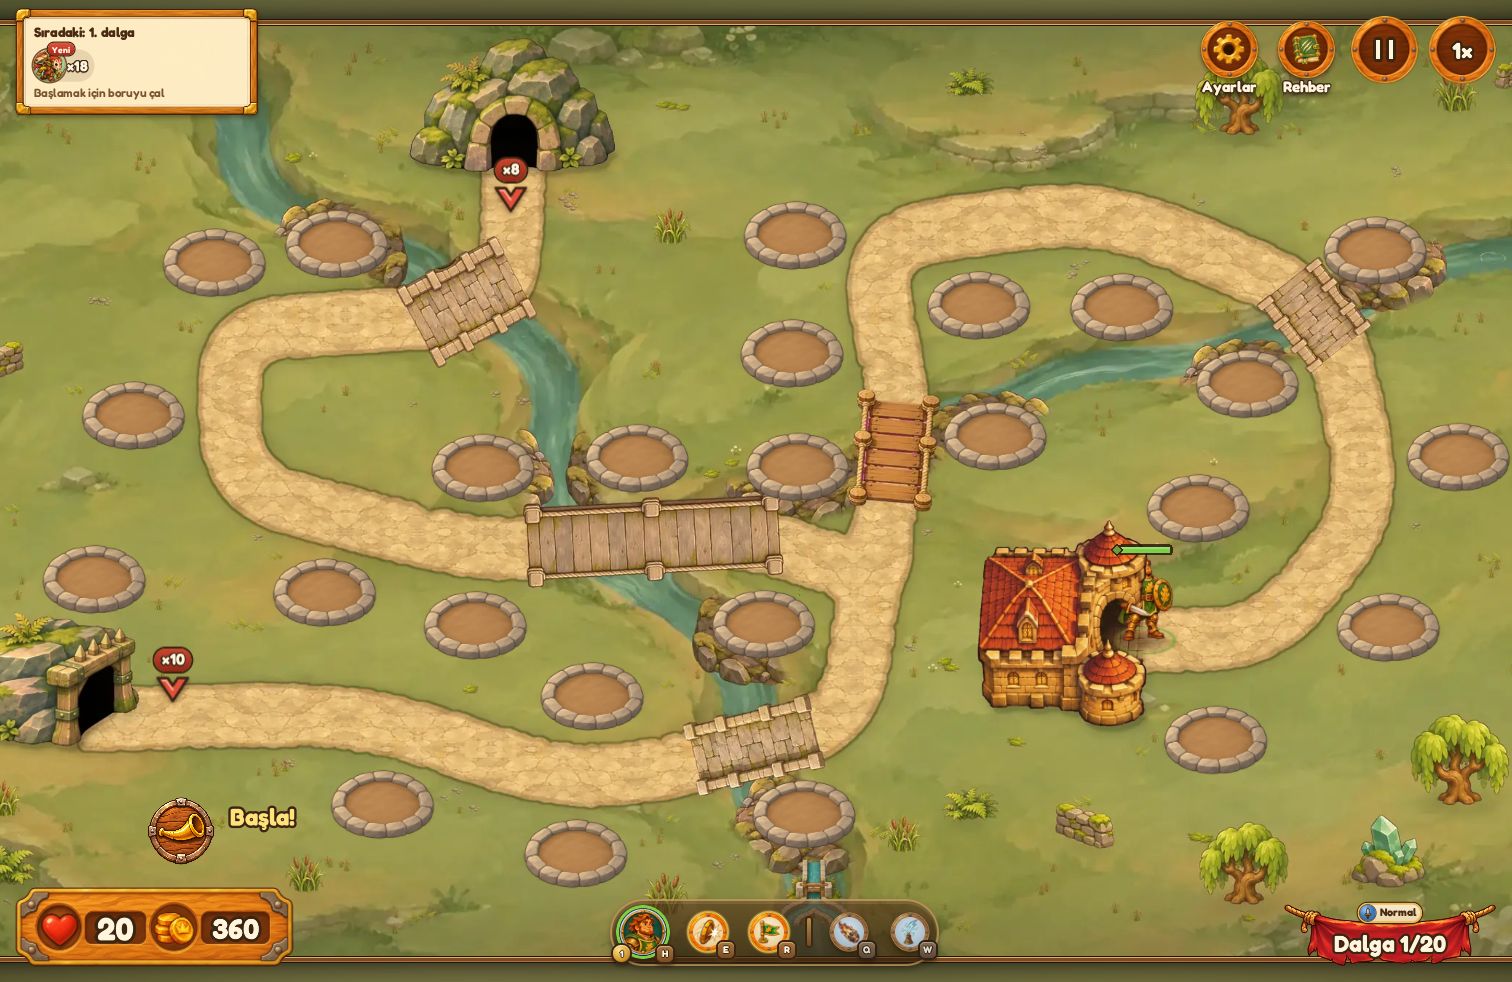 Sıradaki: 1. dalga
Yeni
x18
Başlamak için boruyu çal
Ayarlar
Rehber
1x
x8
x10
Başla!
20
360
1
H
E
R
Q
W
Normal
Dalga 1/20